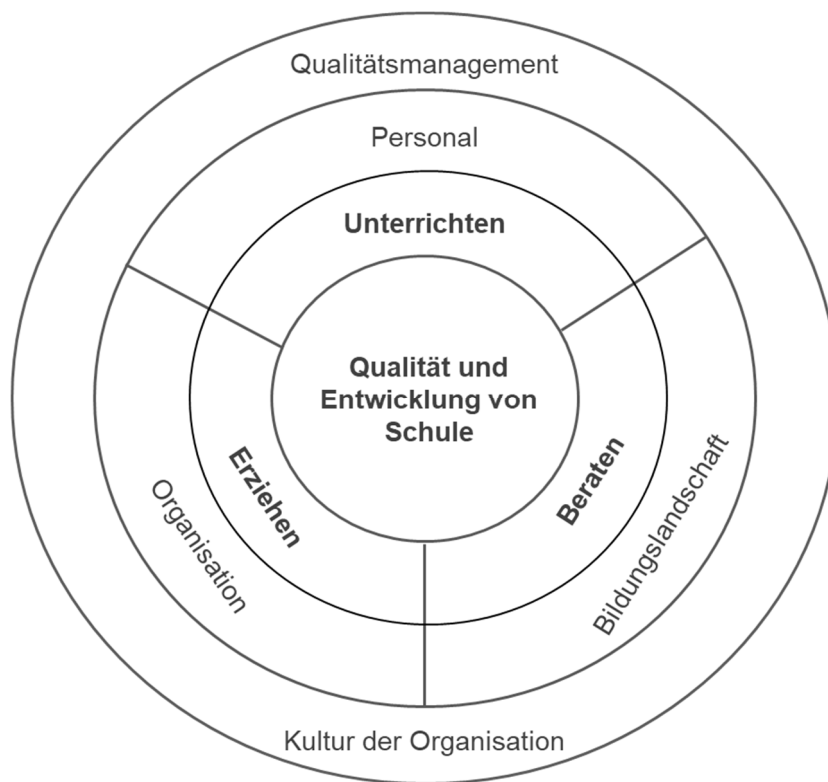 Qualitätsmanagement
Personal
Unterrichten
Qualität und
Entwicklung von
Schule
Erziehen
Beraten
Organisation
Bildungslandschaft
Kultur der Organisation